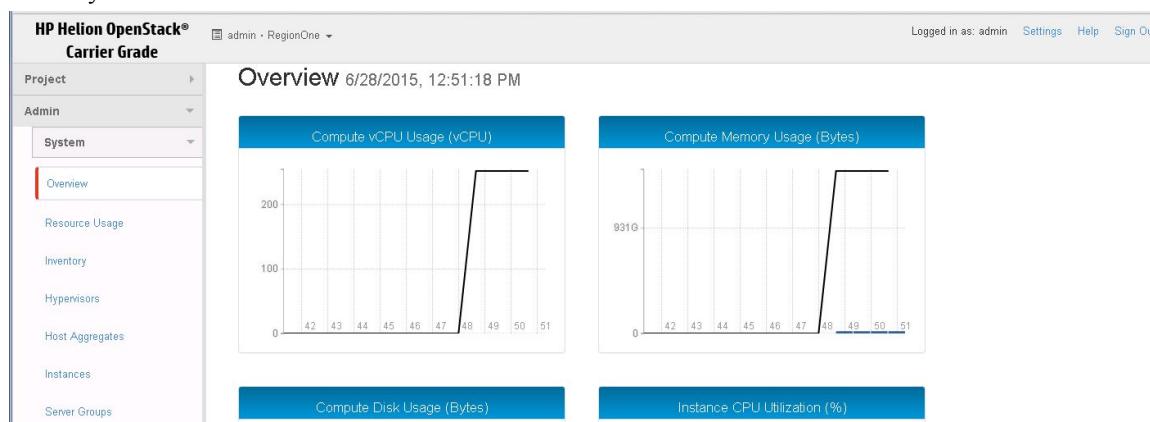 HP Helion OpenStack®
Carrier Grade
admin • RegionOne
Logged in as: admin Settings Help Sign Ou
Project
Admin
System
Overview
Resource Usage
Inventory
Hypervisors
Host Aggregates
Instances
Server Groups
Overview 6/28/2015, 12:51:18 PM
Compute vCPU Usage (vCPU)
200
100
0
42 43 44 45 46 47 48 49 50 51
Compute Memory Usage (Bytes)
931G
0
42 43 44 45 46 47 48 49 50 51
Compute Disk Usage (Bytes)
Instance CPU Utilization (%)